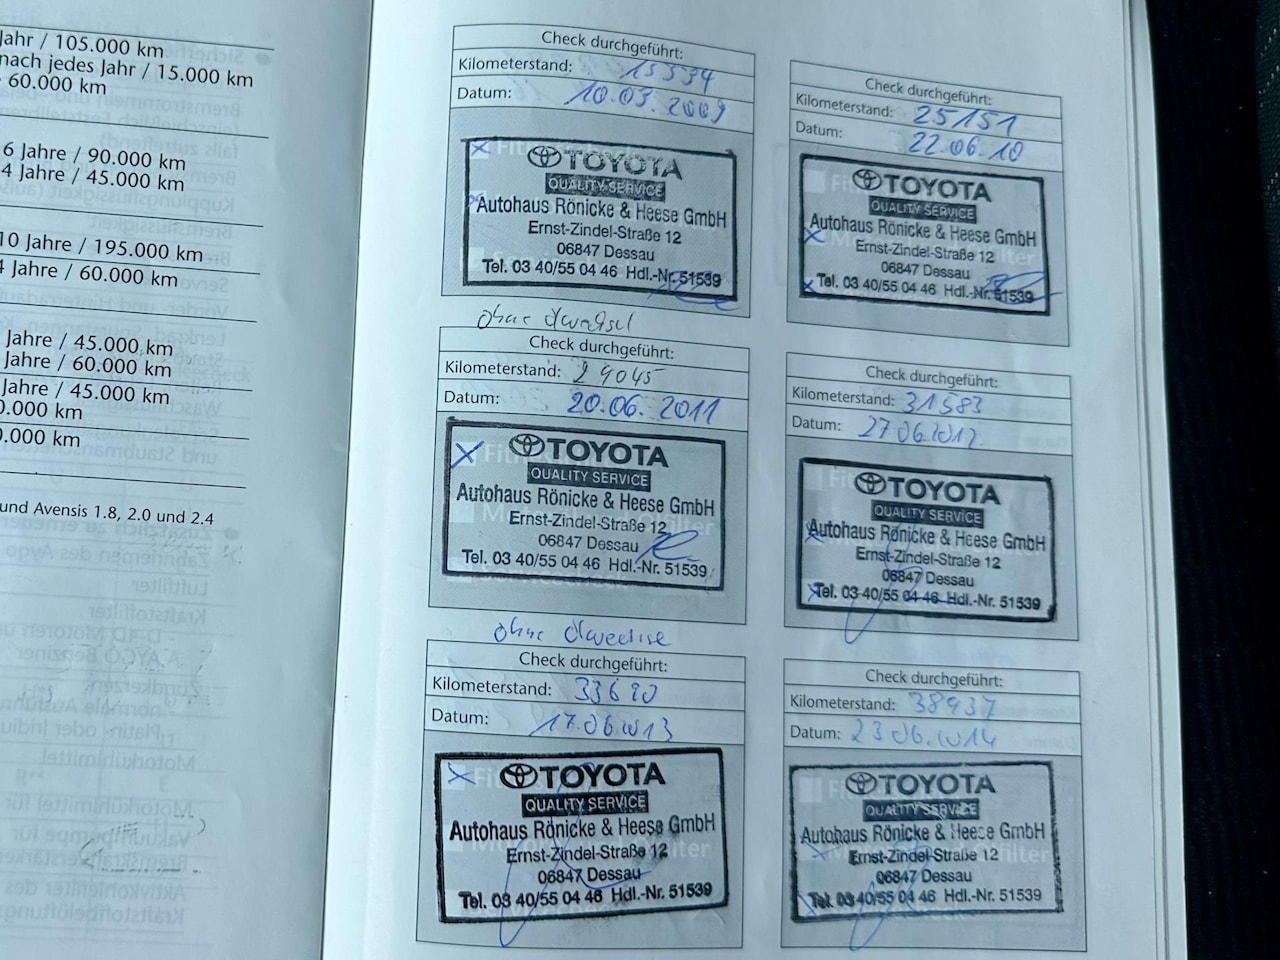 Jahr / 105.000 km
nach jedes Jahr / 15.000 km
60.000 km
6 Jahre / 90.000 km
4 Jahre / 45.000 km
10 Jahre / 195.000 km
4 Jahre / 60.000 km
Jahre / 45.000 km
Jahre / 60.000 km
Jahre / 45.000 km
0.000 km
0.000 km
und Avensis 1.8, 2.0 und 2.4
Check durchgeführt:
Kilometerstand: 15534
Datum: 10.03.2009
TOYOTA
QUALITY SERVICE
Autohaus Rönicke & Heese GmbH
Ernst-Zindel-Straße 12
06847 Dessau
Tel. 03 40/55 04 46 Hdl.-Nr. 51539
Check durchgeführt:
Kilometerstand: 25151
Datum: 22.06.10
TOYOTA
QUALITY SERVICE
Autohaus Rönicke & Heese GmbH
Ernst-Zindel-Straße 12
06847 Dessau
Tel. 03 40/55 04 46 Hdl.-Nr. 51539
ohne
Check durchgeführt:
Kilometerstand: 29045
Datum: 20.06.2011
TOYOTA
QUALITY SERVICE
Autohaus Rönicke & Heese GmbH
Ernst-Zindel-Straße 12
06847 Dessau
Tel. 03 40/55 04 46 Hdl.-Nr. 51539
Check durchgeführt:
Kilometerstand: 31583
Datum: 27.06.2012
TOYOTA
QUALITY SERVICE
Autohaus Rönicke & Heese GmbH
Ernst-Zindel-Straße 12
06847 Dessau
Tel. 03 40/55 04 46 Hdl.-Nr. 51539
ohne
Check durchgeführt:
Kilometerstand: 33690
Datum: 17.06.2013
TOYOTA
QUALITY SERVICE
Autohaus Rönicke & Heese GmbH
Ernst-Zindel-Straße 12
06847 Dessau
Tel. 03 40/55 04 46 Hdl.-Nr. 51539
Check durchgeführt:
Kilometerstand: 38937
Datum: 23.06.2014
TOYOTA
QUALITY SERVICE
Autohaus Rönicke & Heese GmbH
Ernst-Zindel-Straße 12
06847 Dessau
Tel. 03 40/55 04 46 Hdl.-Nr. 51539